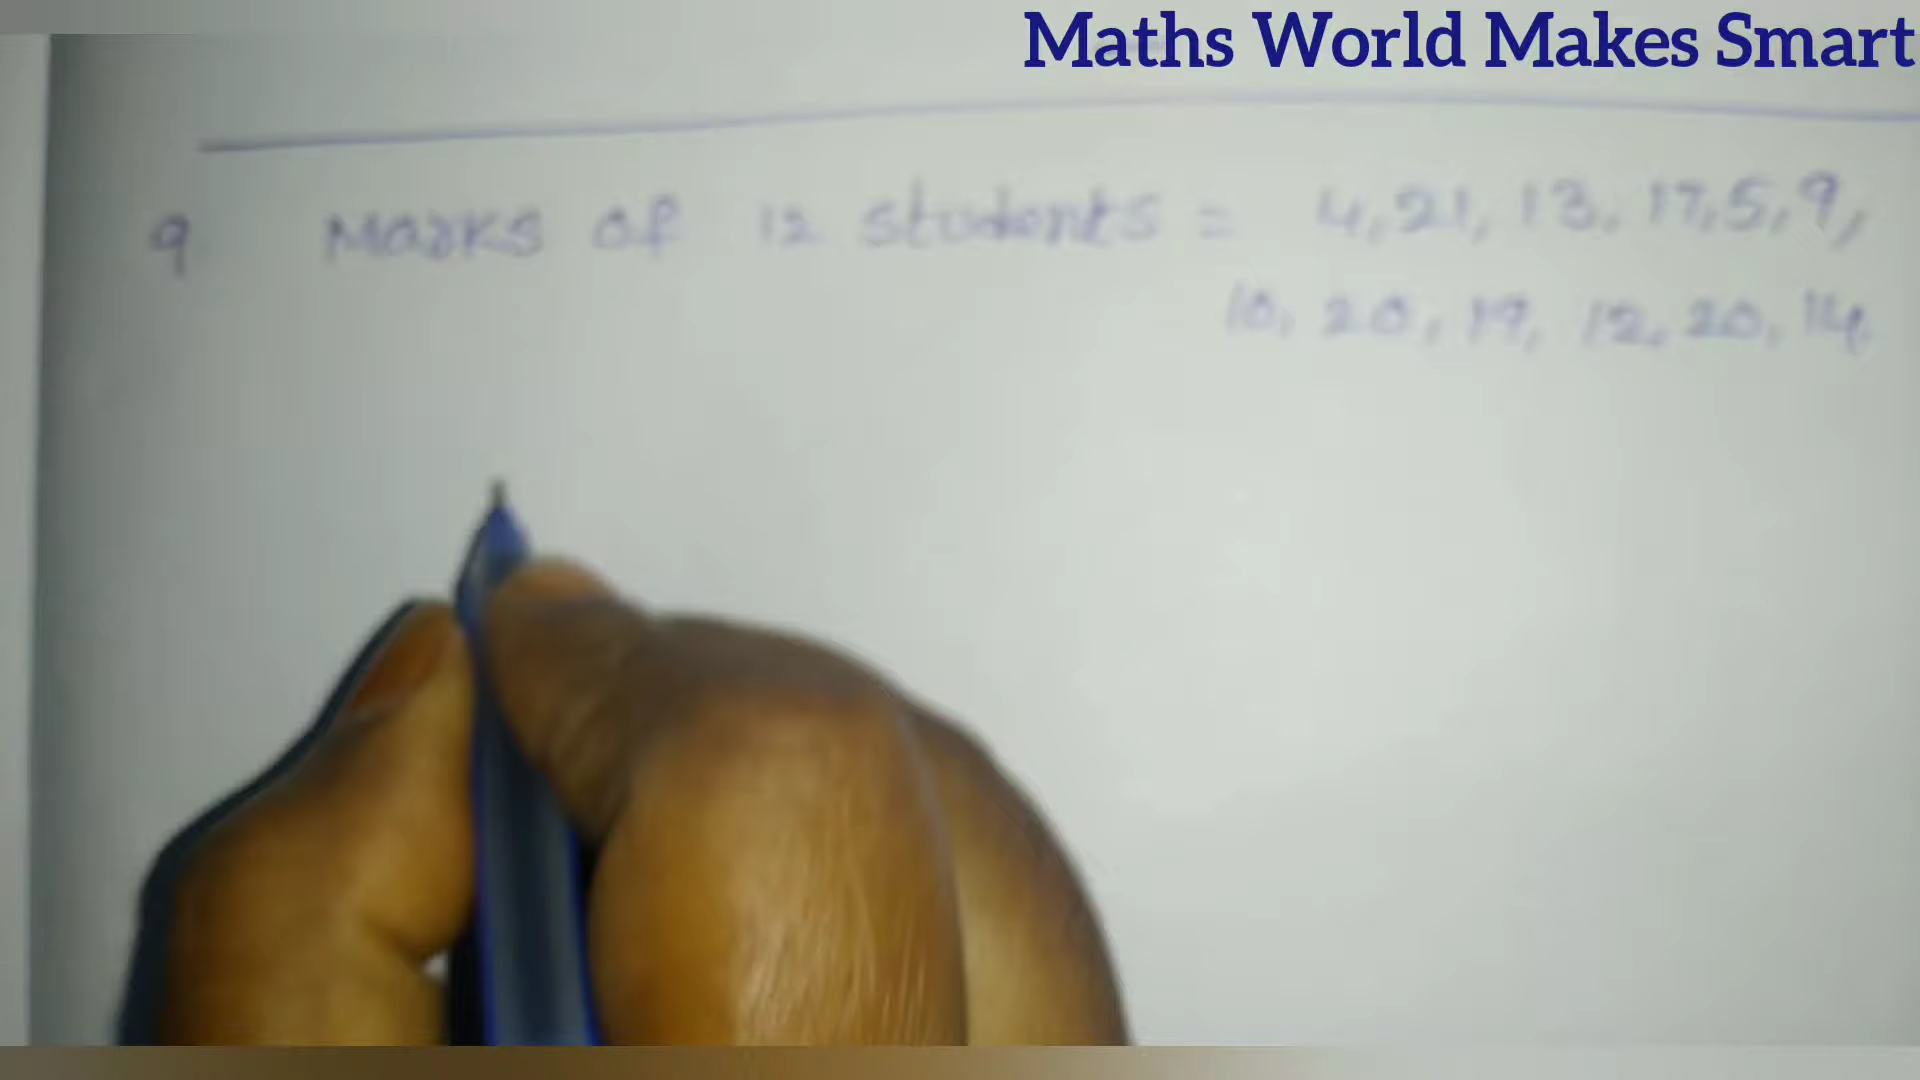 Maths World Makes Smart
9 Marks of 12 students = 4, 21, 13, 17, 5, 9,
10, 20, 19, 12, 20, 14